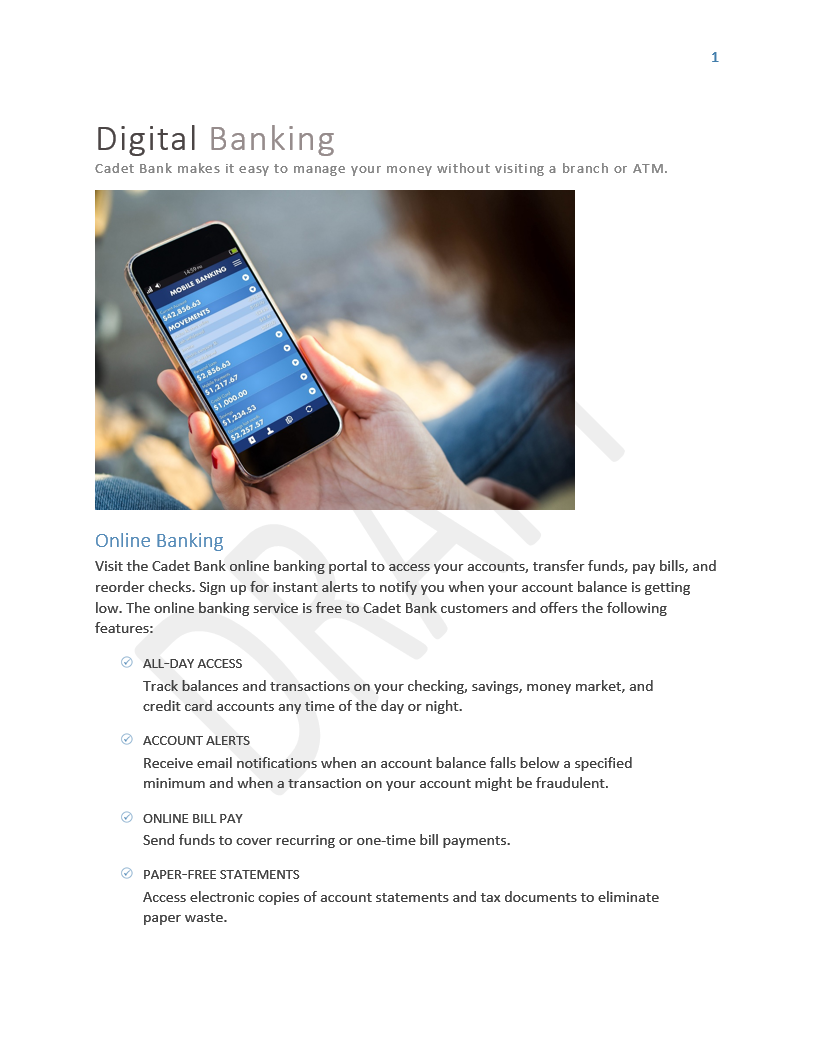 1
Digital Banking
Cadet Bank makes it easy to manage your money without visiting a branch or ATM.
14:59
MOBILE BANKING
$42,856.63
MOVEMENTS
$2,856.63
$1,217.67
$1,000.00
$1,234.53
$2,257.57
DRAFT
Online Banking
Visit the Cadet Bank online banking portal to access your accounts, transfer funds, pay bills, and
reorder checks. Sign up for instant alerts to notify you when your account balance is getting
low. The online banking service is free to Cadet Bank customers and offers the following
features:
ALL-DAY ACCESS
Track balances and transactions on your checking, savings, money market, and
credit card accounts any time of the day or night.
ACCOUNT ALERTS
Receive email notifications when an account balance falls below a specified
minimum and when a transaction on your account might be fraudulent.
ONLINE BILL PAY
Send funds to cover recurring or one-time bill payments.
PAPER-FREE STATEMENTS
Access electronic copies of account statements and tax documents to eliminate
paper waste.